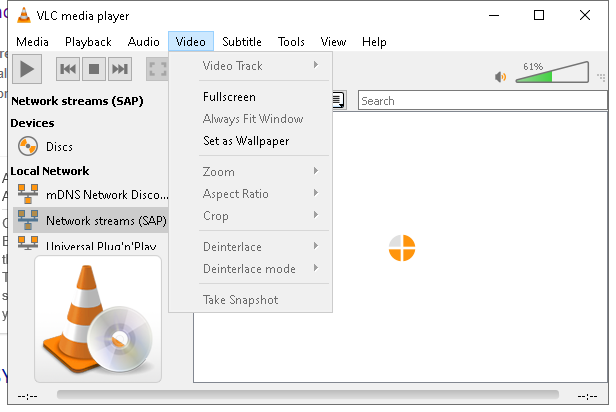 VLC media player
Media Playback Audio Video Subtitle Tools View Help
61%
Video Track
Fullscreen
Always Fit Window
Set as Wallpaper
Zoom
Aspect Ratio
Crop
Deinterlace
Deinterlace mode
Take Snapshot
Search
Network streams (SAP)
Devices
Discs
Local Network
mDNS Network Disco...
Network streams (SAP)
Universal Plug'n'Play
--:-- --:--